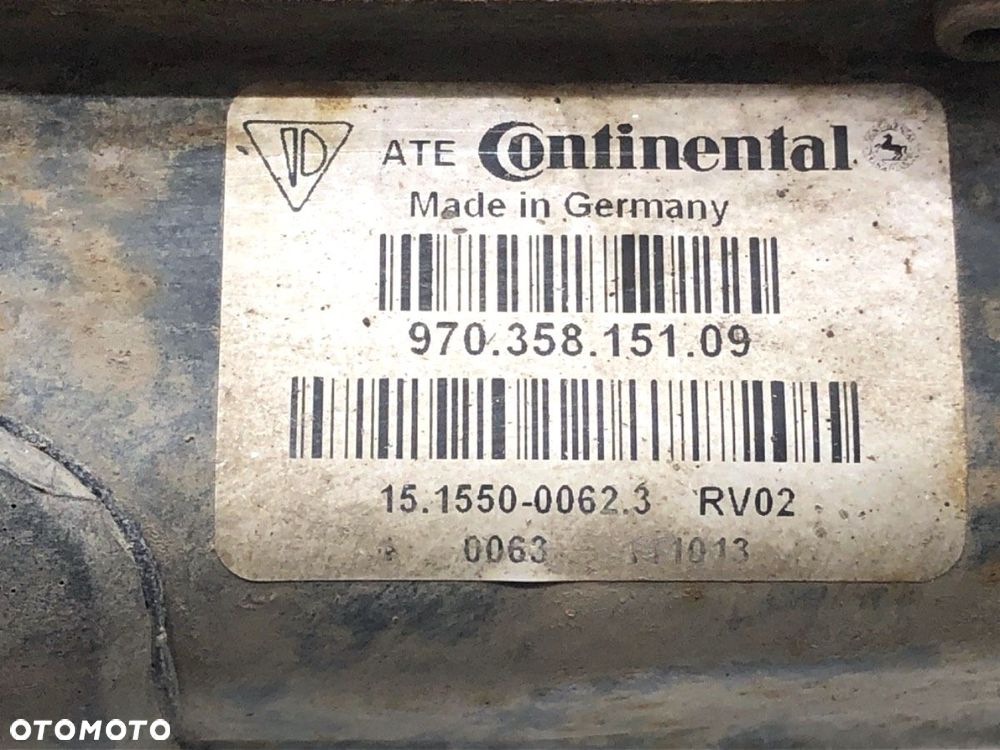 ATE Continental
Made in Germany
970.358.151.09
15.1550-0062.3 RV02
0063
OTOMOTO